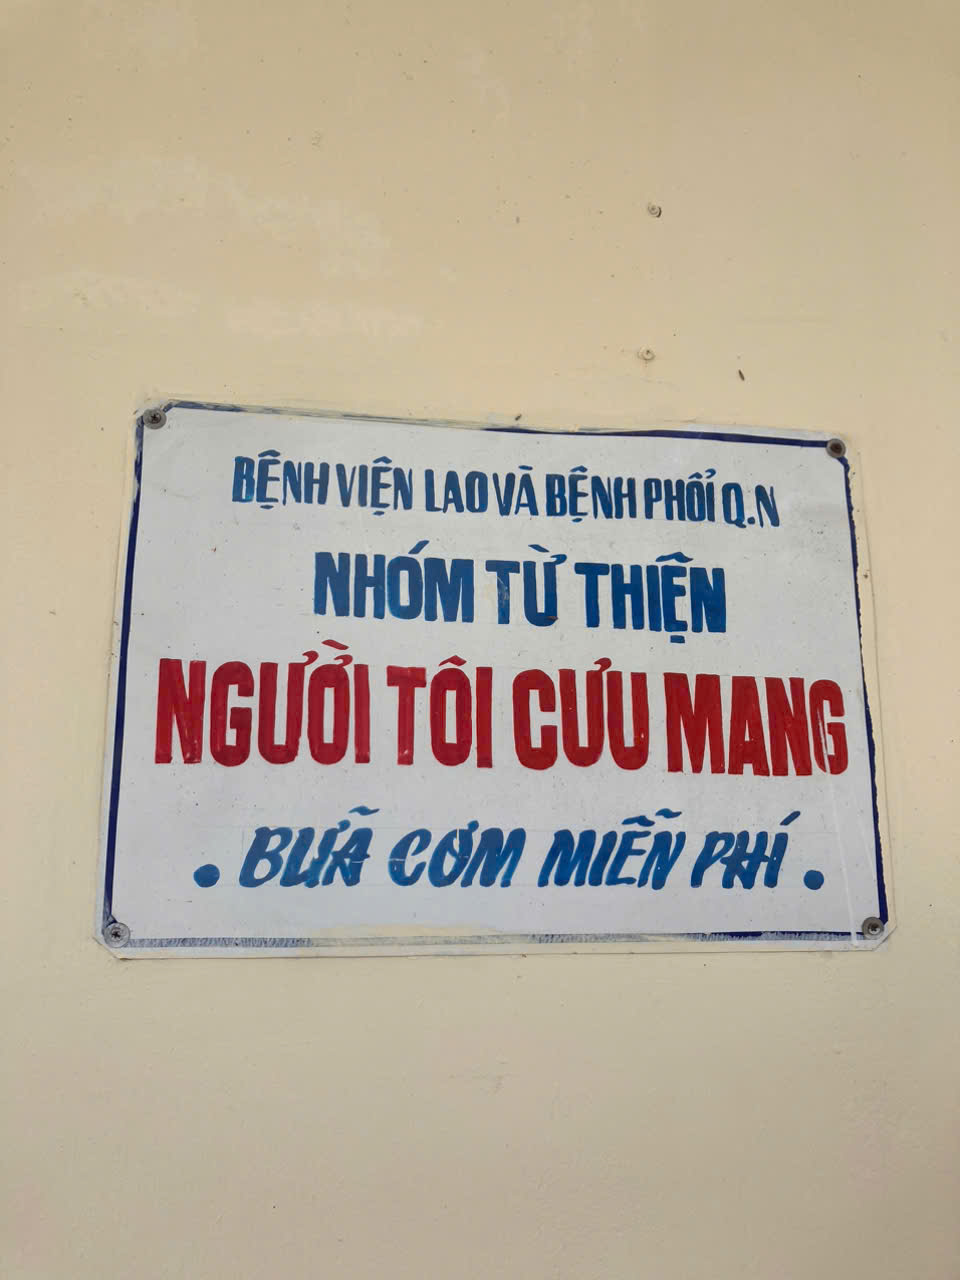 BỆNH VIỆN LAO VÀ BỆNH PHỔI Q.N
NHÓM TỪ THIỆN
NGƯỜI TÔI CƯU MANG
. BỮA CƠM MIỄN PHÍ .